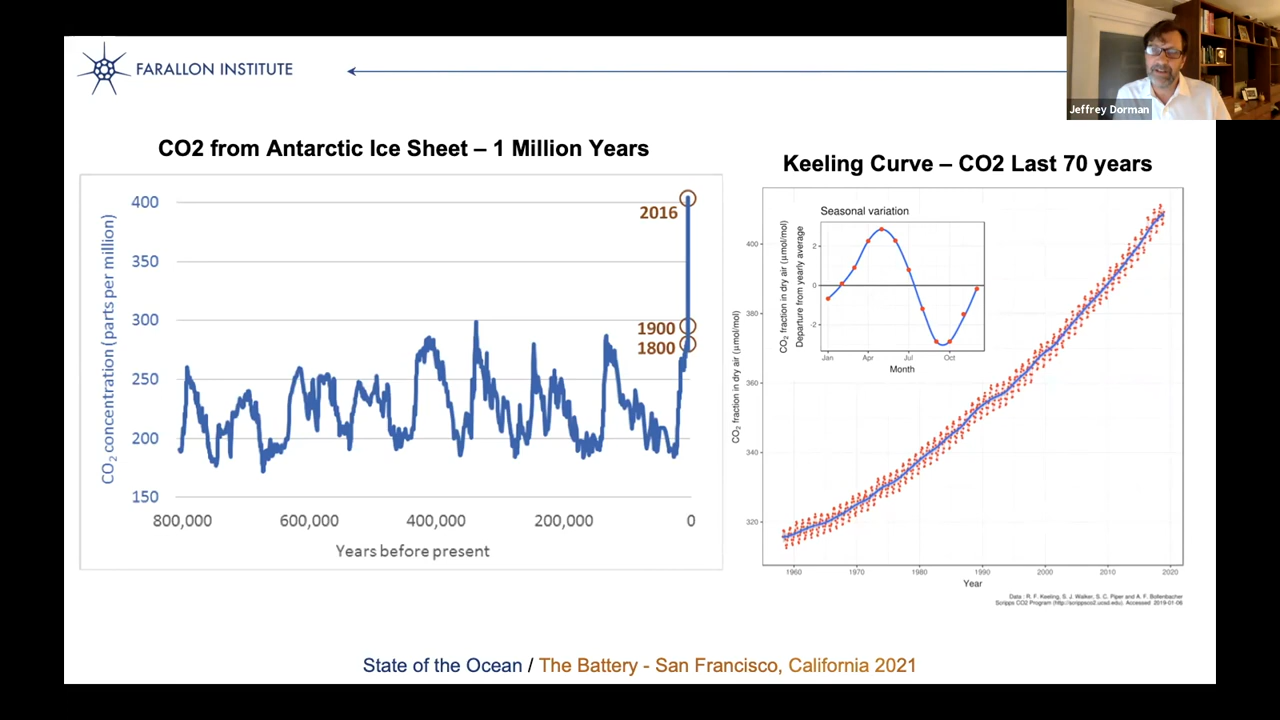 FARALLON INSTITUTE
Jeffrey Dorman
CO2 from Antarctic Ice Sheet – 1 Million Years
CO₂ concentration (parts per million)
400
350
300
250
200
150
2016
1900
1800
800,000
600,000
400,000
200,000
0
Years before present
Keeling Curve – CO2 Last 70 years
CO₂ fraction in dry air (μmol/mol)
400
380
360
340
320
Seasonal variation
CO₂ fraction in dry air (μmol/mol)
Departure from yearly average
2
0
-2
Jan
Apr
Jul
Oct
Month
1960
1970
1980
1990
2000
2010
2020
Year
Data : R. F. Keeling, S. J. Walker, S. C. Piper and A. F. Bollenbacher
Scripps CO2 Program (http://scrippsco2.ucsd.edu). Accessed 2019-01-06
State of the Ocean / The Battery - San Francisco, California 2021